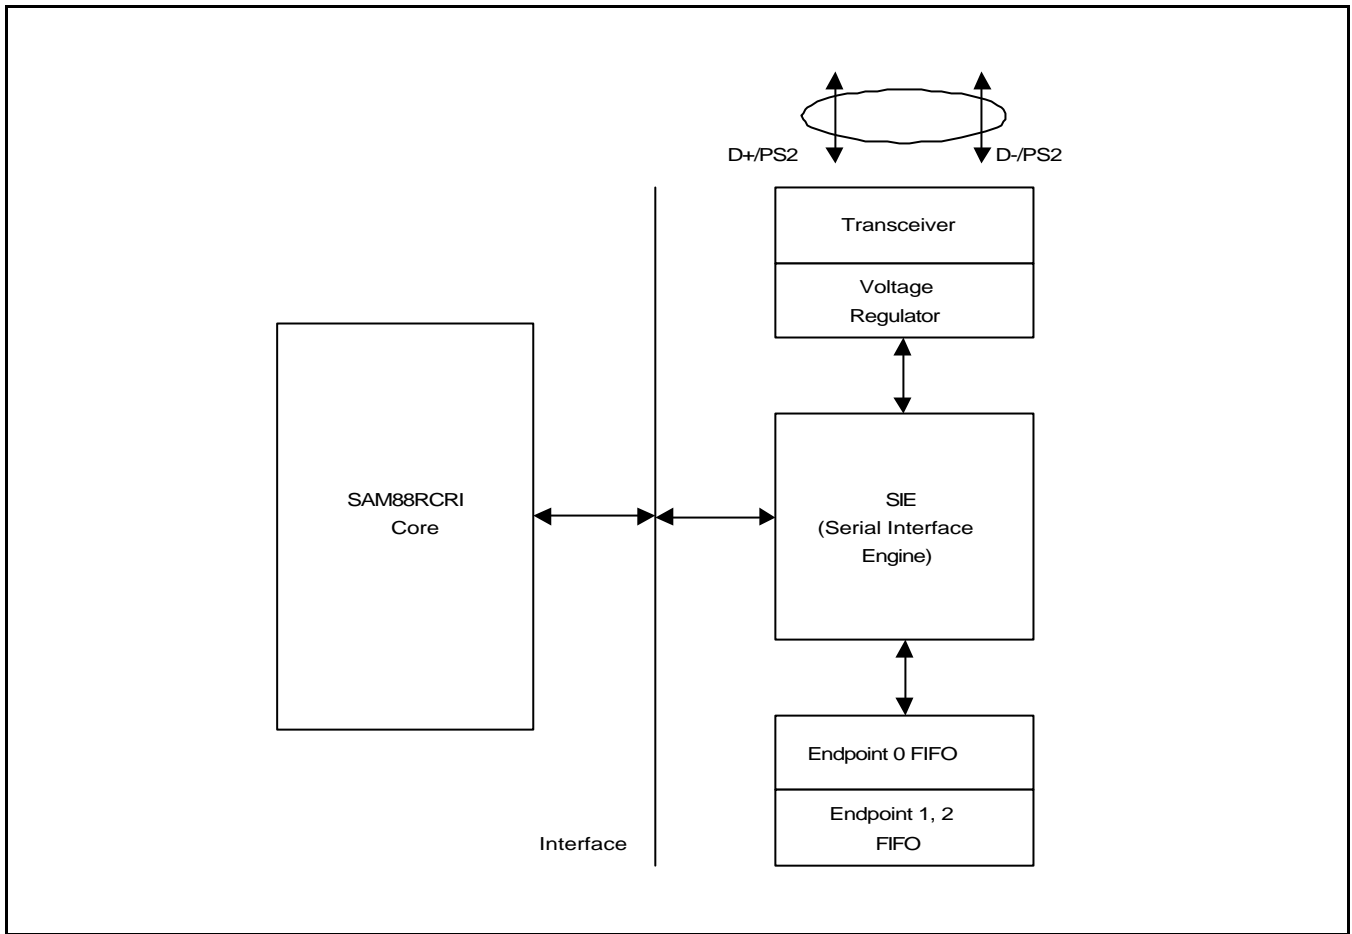 D+/PS2
D-/PS2
Transceiver
Voltage
Regulator
SAM88RCRI
Core
SIE
(Serial Interface
Engine)
Endpoint 0 FIFO
Endpoint 1, 2
FIFO
Interface